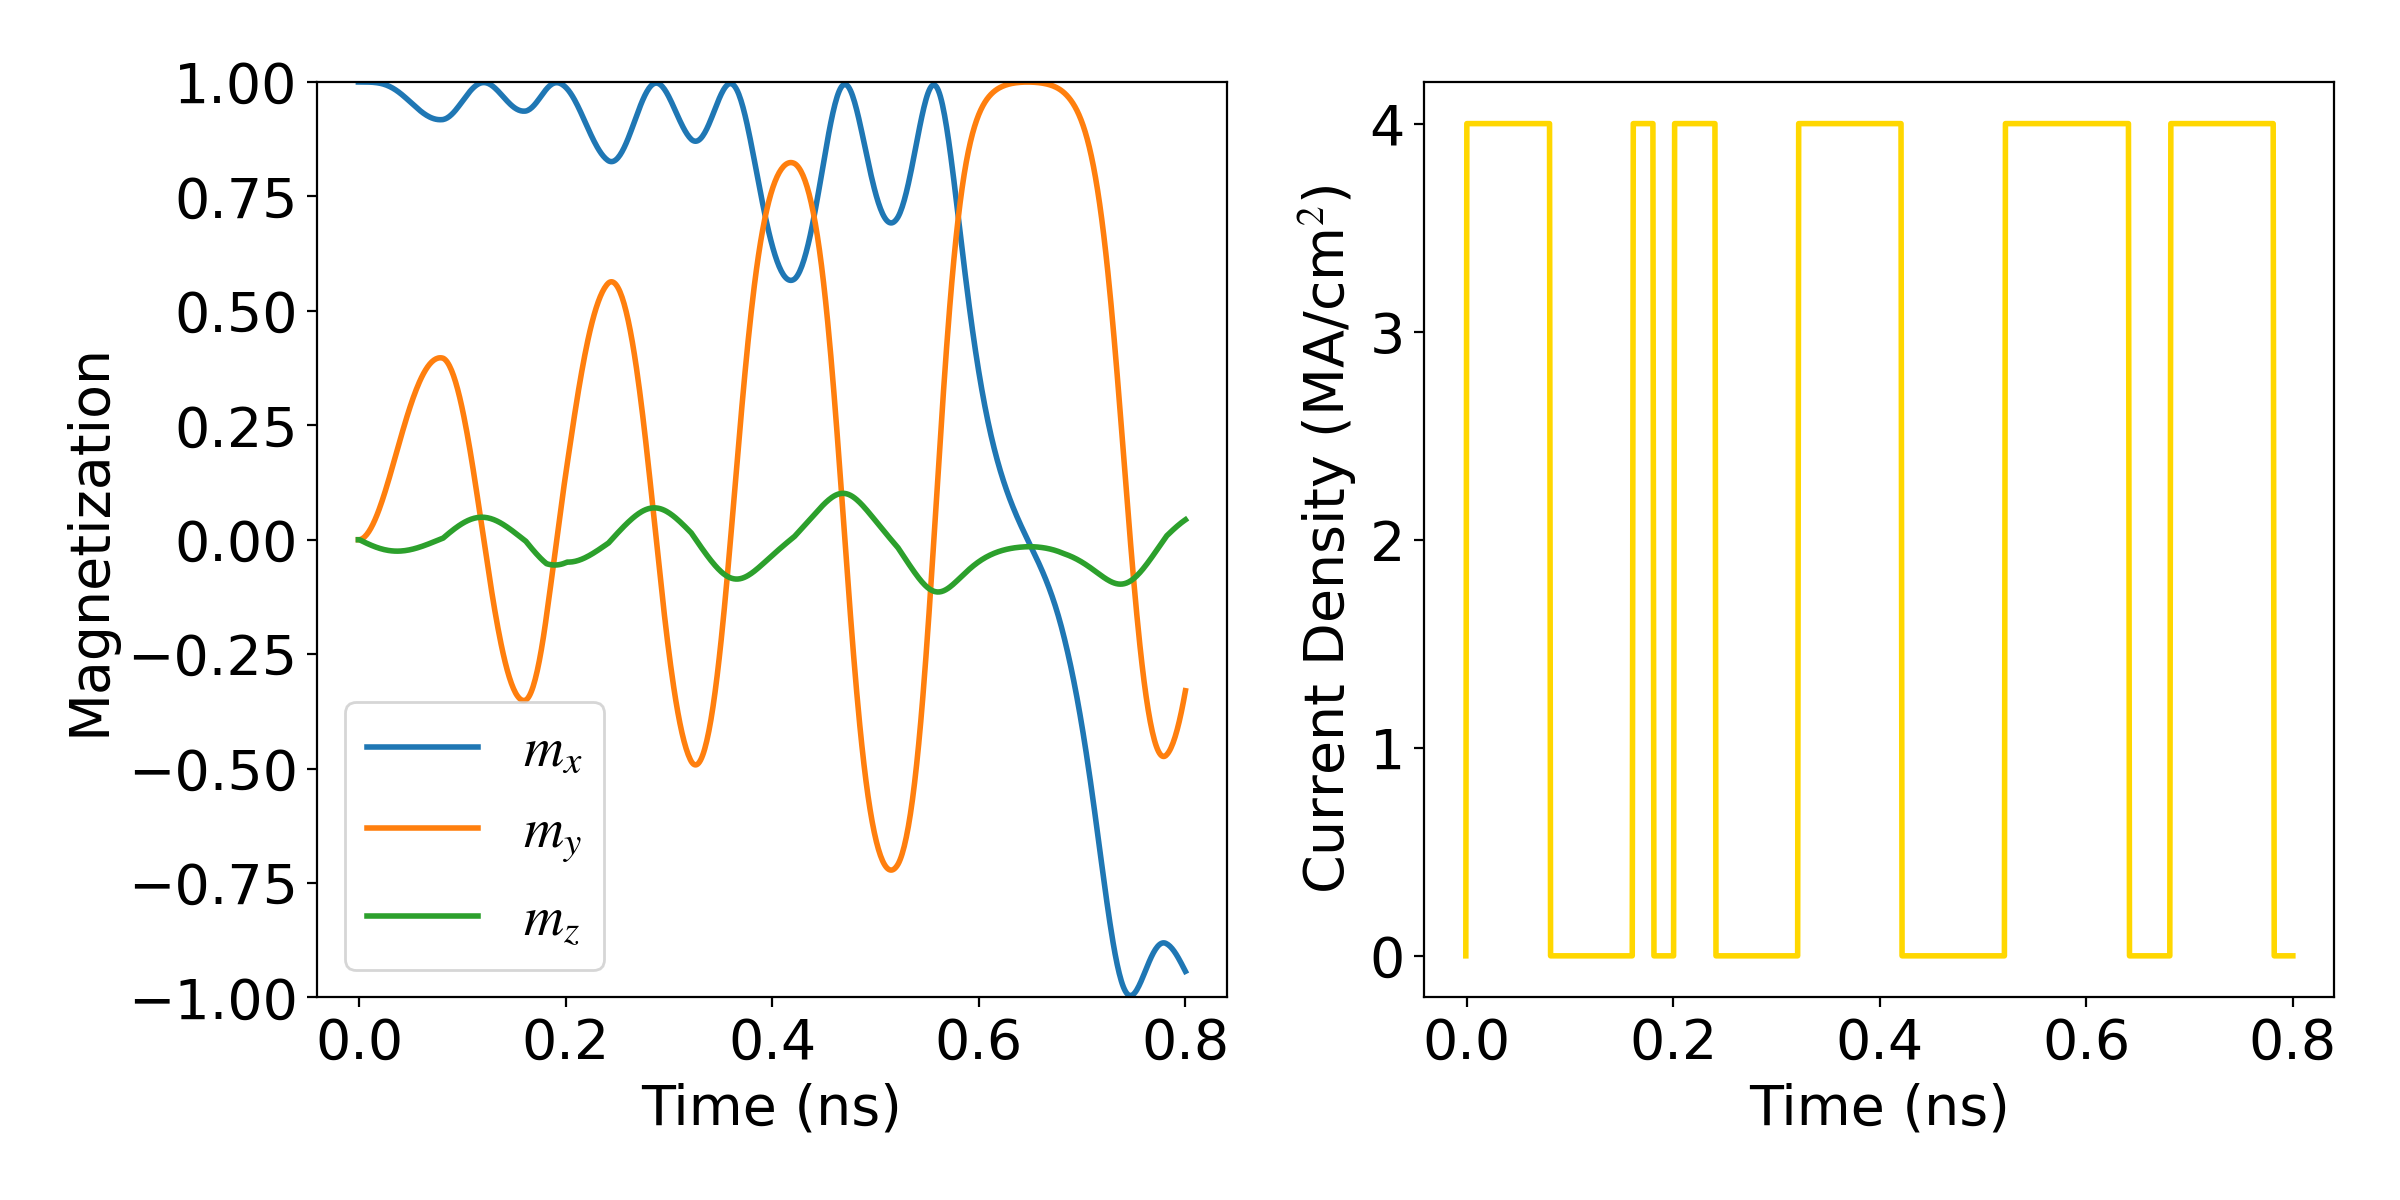 1.00
0.75
0.50
0.25
0.00
−0.25
−0.50
−0.75
−1.00
Magnetization
m_x
m_y
m_z
0.0 0.2 0.4 0.6 0.8
Time (ns)
4
3
2
1
0
Current Density (MA/cm²)
0.0 0.2 0.4 0.6 0.8
Time (ns)